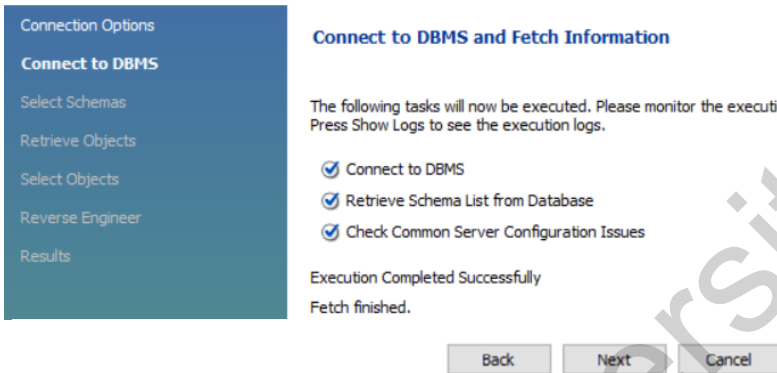 Connection Options
Connect to DBMS
Select Schemas
Retrieve Objects
Select Objects
Reverse Engineer
Results
Connect to DBMS and Fetch Information
The following tasks will now be executed. Please monitor the
Press Show Logs to see the execution logs.
Connect to DBMS
Retrieve Schema List from Database
Check Common Server Configuration Issues
Execution Completed Successfully
Fetch finished.
Back
Next
Cancel